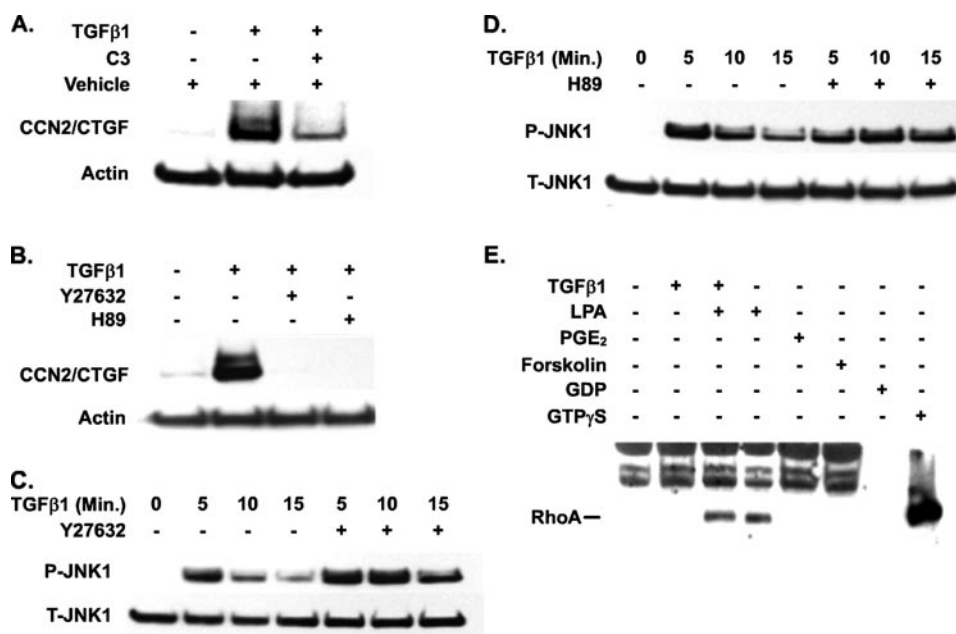 A.
TGFβ1 - + +
C3 - - +
Vehicle + + +
CCN2/CTGF
Actin
B.
TGFβ1 - + + +
Y27632 - - + -
H89 - - - +
CCN2/CTGF
Actin
C.
TGFβ1 (Min.) 0 5 10 15 5 10 15
Y27632 - - - - + + +
P-JNK1
T-JNK1
D.
TGFβ1 (Min.) 0 5 10 15 5 10 15
H89 - - - - + + +
P-JNK1
T-JNK1
E.
TGFβ1 - + + - - - - -
LPA - - + + - - - -
PGE₂ - - - - + - - -
Forskolin - - - - - + - -
GDP - - - - - - + -
GTPγS - - - - - - - +
RhoA—